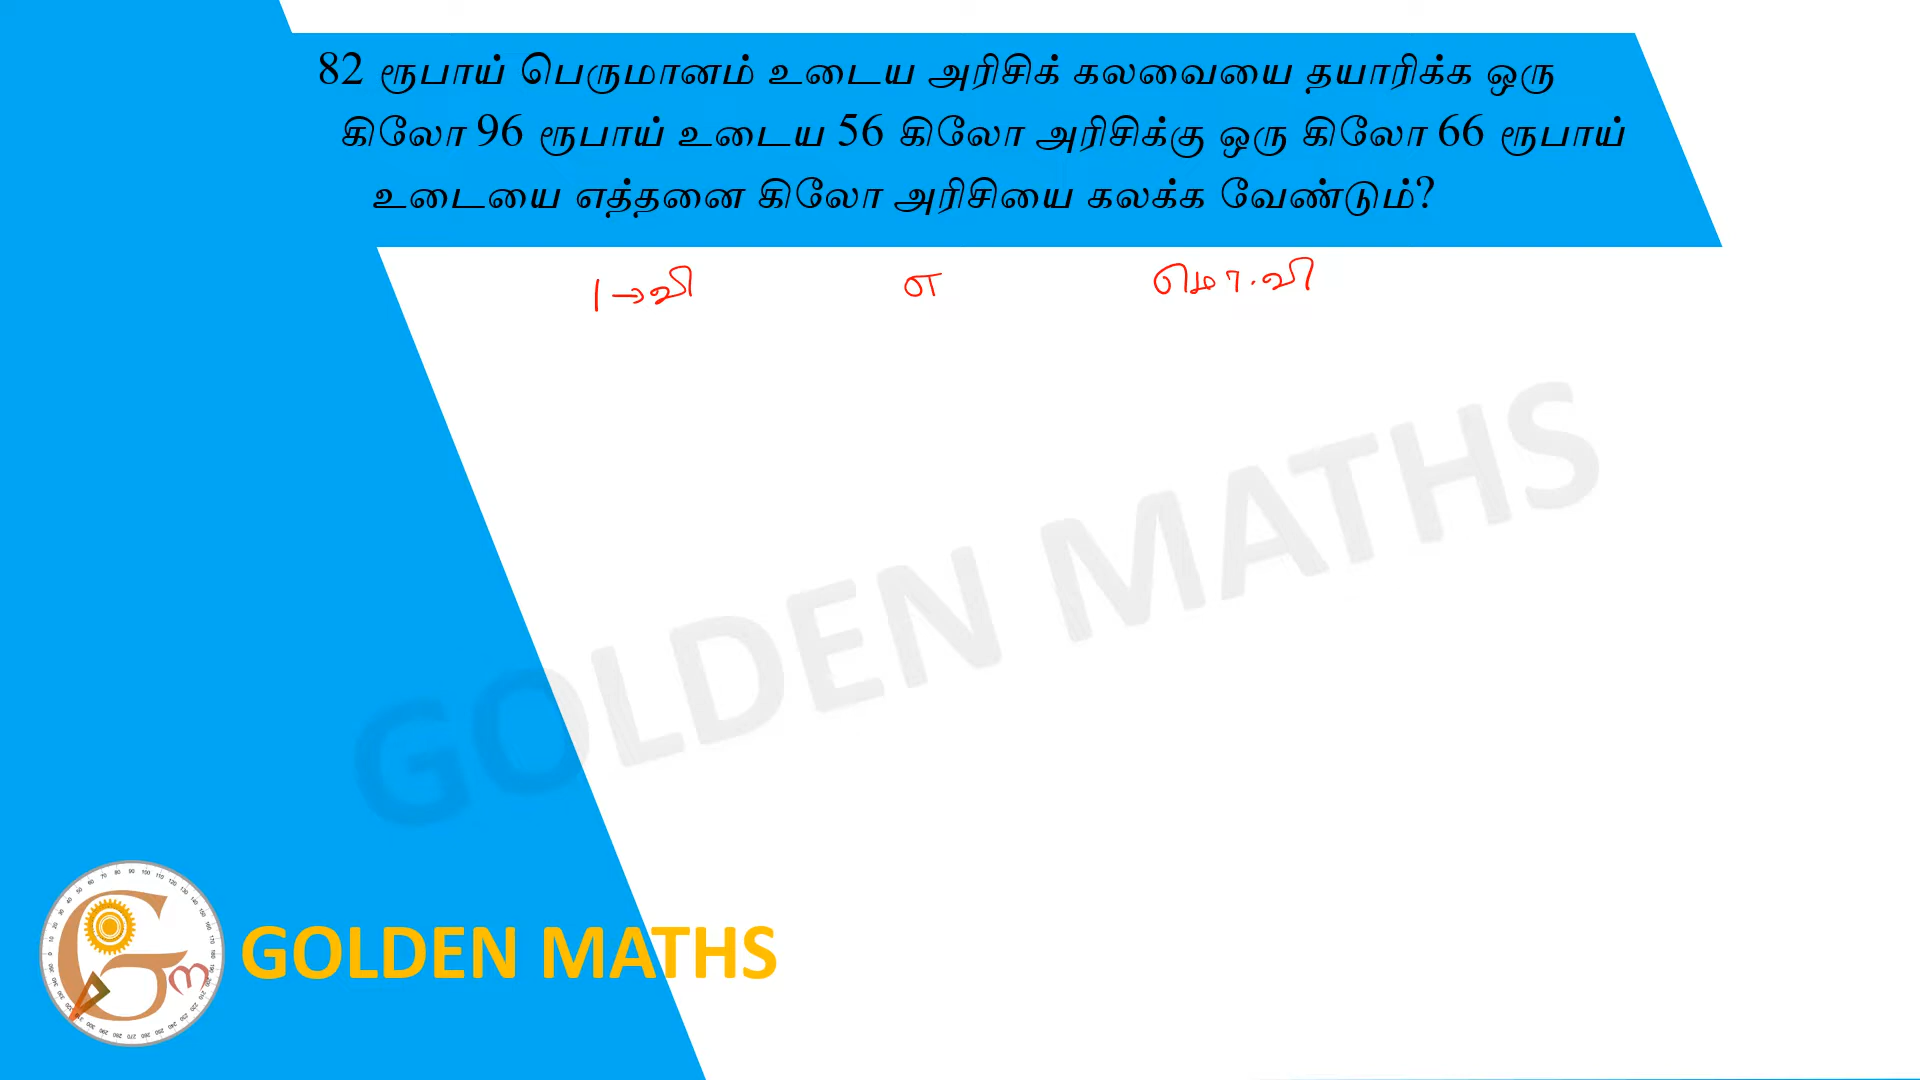 82 ரூபாய் பெருமானம் உடைய அரிசிக் கலவையை தயாரிக்க ஒரு
கிலோ 96 ரூபாய் உடைய 56 கிலோ அரிசிக்கு ஒரு கிலோ 66 ரூபாய்
உடையை எத்தனை கிலோ அரிசியை கலக்க வேண்டும்?
1→வி எ மொ.வி
GOLDEN MATHS
GOLDEN MATHS